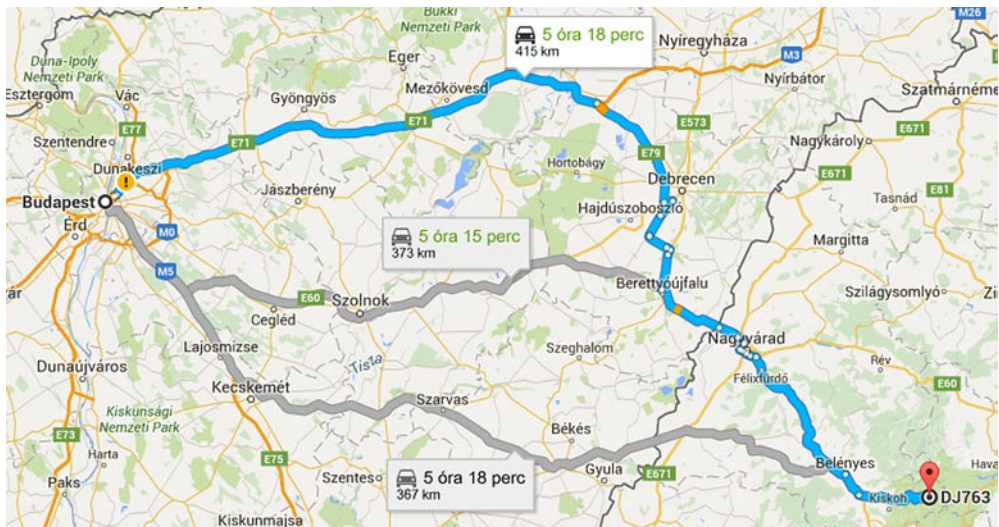 Bükki
Nemzeti Park
M26
5 óra 18 perc
415 km
Nyíregyháza
Duna-Ipoly
Nemzeti Park
Eger
M3
Nyírbátor
Esztergom
Vác
Gyöngyös
Mezőkövesd
Szatmárném
E77
E71
E573
E671
Szentendre
Nagykároly
Dunakeszi
E71
Hortobágy
E79
E671
Debrecen
E81
Jászberény
Tasnád
Budapest
Hajdúszoboszló
Érd
M0
5 óra 15 perc
373 km
Margitta
M5
Berettyóújfalu
Szilágysomlyó
E60
Szolnok
Cegléd
Nagyvárad
Lajosmizse
Szeghalom
Rév
Dunaújváros
Tisza
Félixfürdő
E60
Kecskemét
Kiskunsági
Nemzeti Park
Szarvas
Békés
E73
Harta
E75
5 óra 18 perc
367 km
Gyula
E671
Belényes
Szentes
Paks
Kiskoh
DJ763
Kiskunmajsa